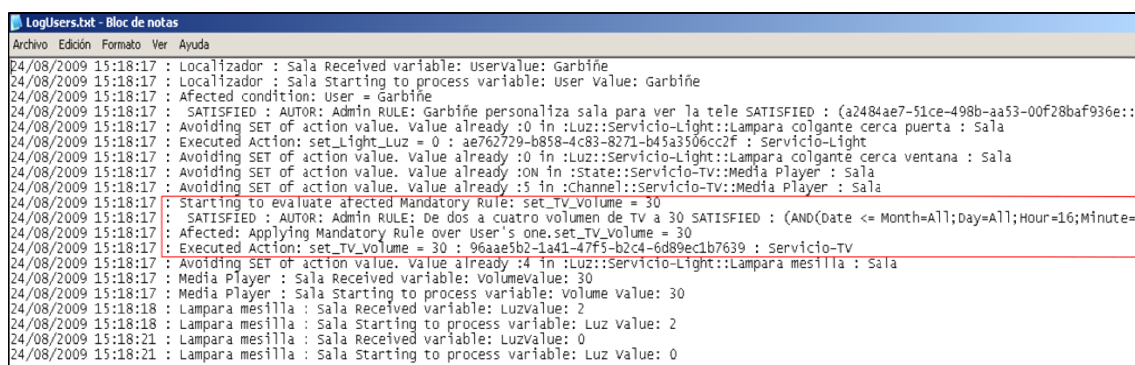 LogUsers.txt - Bloc de notas
Archivo Edición Formato Ver Ayuda
24/08/2009 15:18:17 : Localizador : Sala Received variable: UserValue: Garbiñe
24/08/2009 15:18:17 : Localizador : Sala Starting to process variable: User Value: Garbiñe
24/08/2009 15:18:17 : Afected condition: User = Garbiñe
24/08/2009 15:18:17 :  SATISFIED : AUTOR: Admin RULE: Garbiñe personaliza sala para ver la tele SATISFIED : (a2484ae7-51ce-498b-aa53-00f28baf936e::
24/08/2009 15:18:17 : Avoiding SET of action value. Value already :0 in :Luz::Servicio-Light::Lampara colgante cerca puerta : Sala
24/08/2009 15:18:17 : Executed Action: set_Light_Luz = 0 : ae762729-b858-4c83-8271-b45a3506cc2f : Servicio-Light
24/08/2009 15:18:17 : Avoiding SET of action value. Value already :0 in :Luz::Servicio-Light::Lampara colgante cerca ventana : Sala
24/08/2009 15:18:17 : Avoiding SET of action value. Value already :ON in :State::Servicio-TV::Media Player : Sala
24/08/2009 15:18:17 : Avoiding SET of action value. Value already :5 in :Channel::Servicio-TV::Media Player : Sala
24/08/2009 15:18:17 : Starting to evaluate afected Mandatory Rule: set_TV_Volume = 30
24/08/2009 15:18:17 :  SATISFIED : AUTOR: Admin RULE: De dos a cuatro volumen de TV a 30 SATISFIED : (AND(Date <= Month=All;Day=All;Hour=16;Minute=
24/08/2009 15:18:17 : Afected: Applying Mandatory Rule over User's one.set_TV_Volume = 30
24/08/2009 15:18:17 : Executed Action: set_TV_Volume = 30 : 96aae5b2-1a41-47f5-b2c4-6d89ec1b7639 : Servicio-TV
24/08/2009 15:18:17 : Avoiding SET of action value. Value already :4 in :Luz::Servicio-Light::Lampara mesilla : Sala
24/08/2009 15:18:17 : Media Player : Sala Received variable: VolumeValue: 30
24/08/2009 15:18:17 : Media Player : Sala Starting to process variable: Volume Value: 30
24/08/2009 15:18:18 : Lampara mesilla : Sala Received variable: LuzValue: 2
24/08/2009 15:18:18 : Lampara mesilla : Sala Starting to process variable: Luz Value: 2
24/08/2009 15:18:21 : Lampara mesilla : Sala Received variable: LuzValue: 0
24/08/2009 15:18:21 : Lampara mesilla : Sala Starting to process variable: Luz Value: 0